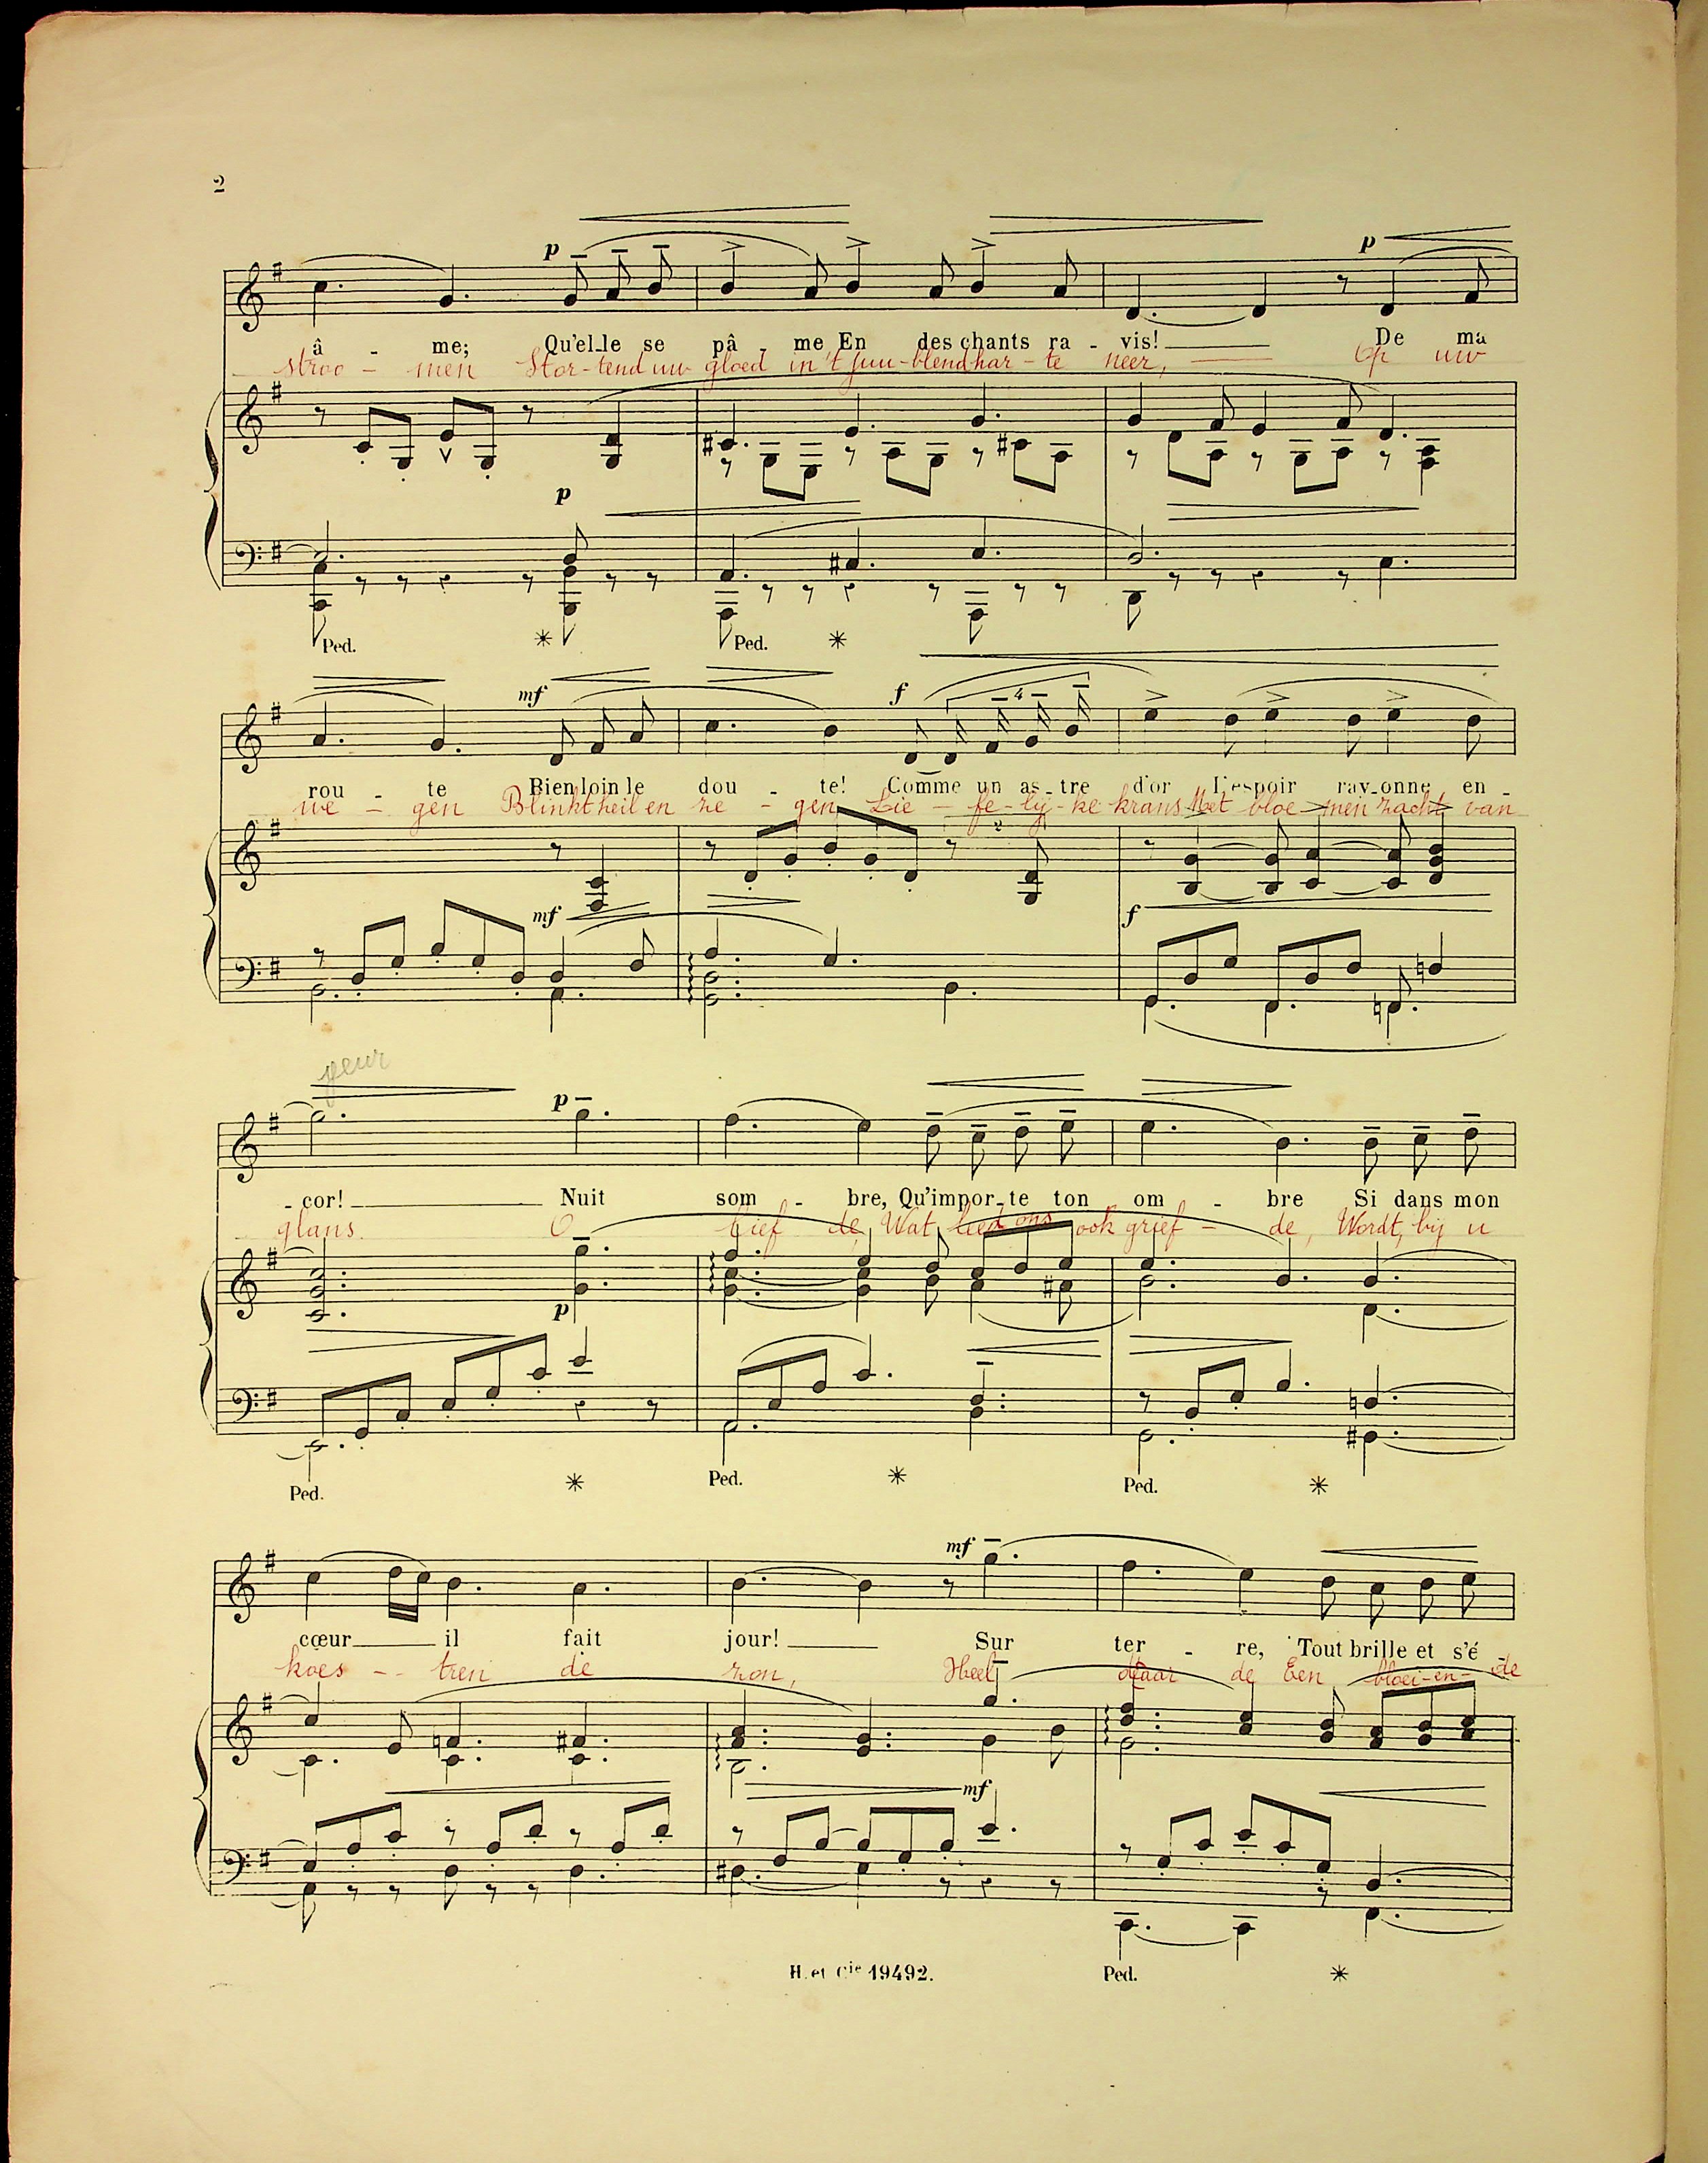 2
p p
â - me; Qu'el-le se pâ - me En des chants ra - vis! De ma
stroo - men Stor-tend uw gloed in 't juu-blend har-te neer, Op uw
p
Ped. * Ped. *
mf f 4
rou - te Bien loin le dou - te! Comme un as-tre d'or L'espoir rayonne en -
we - gen Blinkt heil en ze - gen Lie - fe-lij-ke krans Met bloe-men zacht van
2
mf f
peur
p
- cor! Nuit som - bre, Qu'impor-te ton om - bre Si dans mon
glans. O lief de, Wat ons ook grief - de, Wordt, bij u
p
Ped. * Ped. * Ped. *
mf
cœur il fait jour! Sur ter - re, Tout brille et s'é -
koes - tren de zon, Heel de Een bloei-en-de
mf
H. et Cie 19492. Ped. *